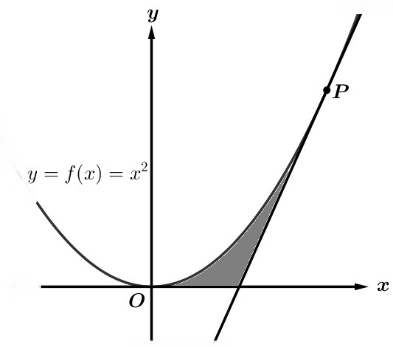 y
P
y = f(x) = x²
O
x